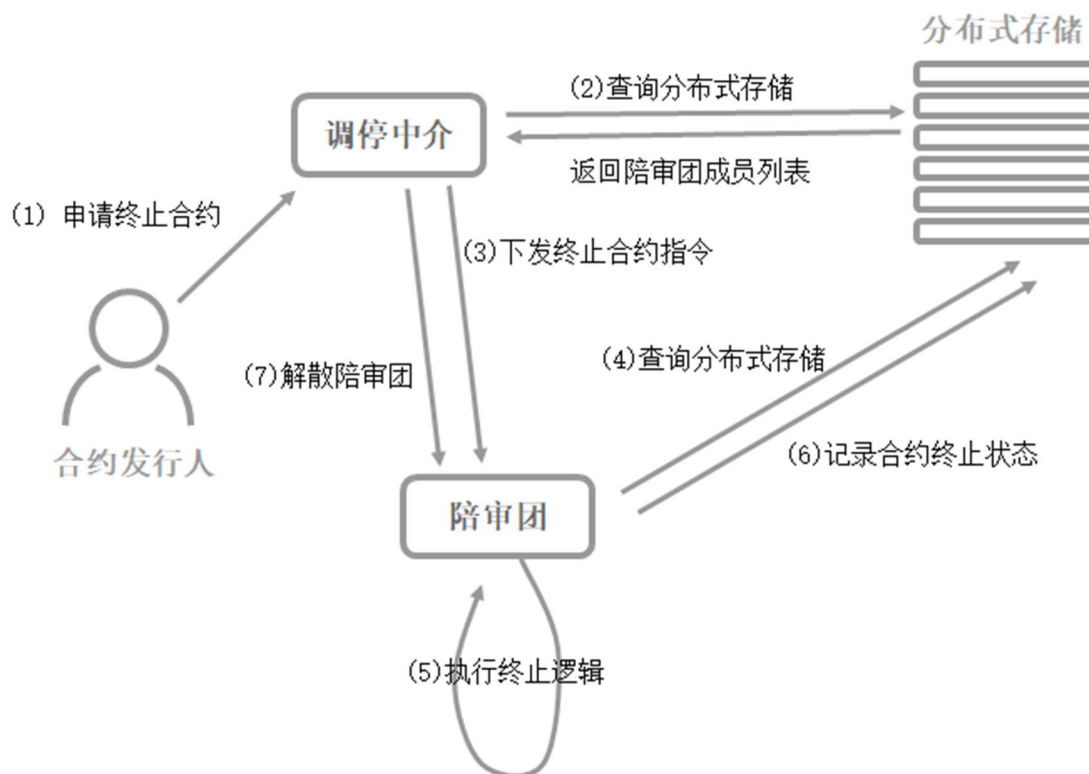 分布式存储
(2)查询分布式存储
调停中介
返回陪审团成员列表
(1) 申请终止合约
(3)下发终止合约指令
(4)查询分布式存储
(7)解散陪审团
合约发行人
(6)记录合约终止状态
陪审团
(5)执行终止逻辑